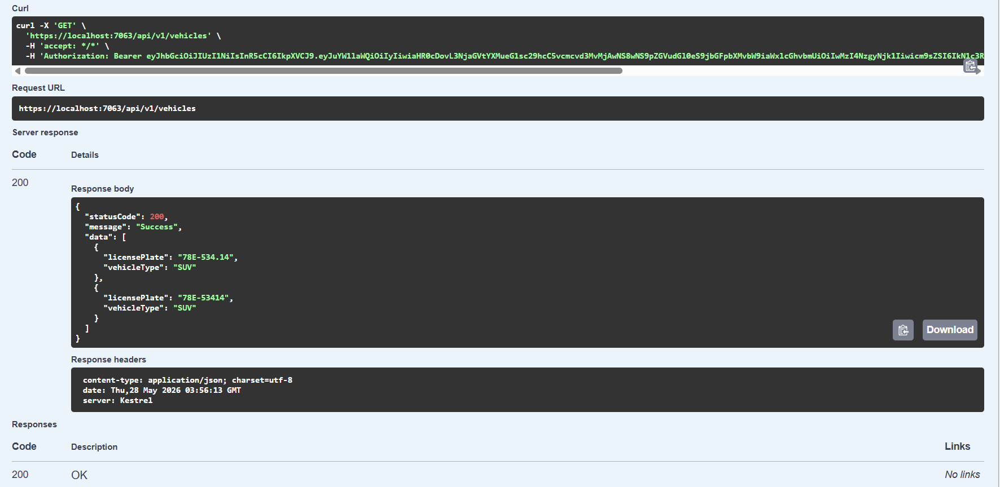 Curl
curl -X 'GET' \
  'https://localhost:7063/api/v1/vehicles' \
  -H 'accept: */*' \
  -H 'Authorization: Bearer
Request URL
https://localhost:7063/api/v1/vehicles
Server response
Code Details
200
Response body
{
  "statusCode": 200,
  "message": "Success",
  "data": [
    {
      "licensePlate": "78E-534.14",
      "vehicleType": "SUV"
    },
    {
      "licensePlate": "78E-53414",
      "vehicleType": "SUV"
    }
  ]
}
Download
Response headers
content-type: application/json; charset=utf-8
date: Thu,28 May 2026 03:56:13 GMT
server: Kestrel
Responses
Code Description Links
200 OK No links